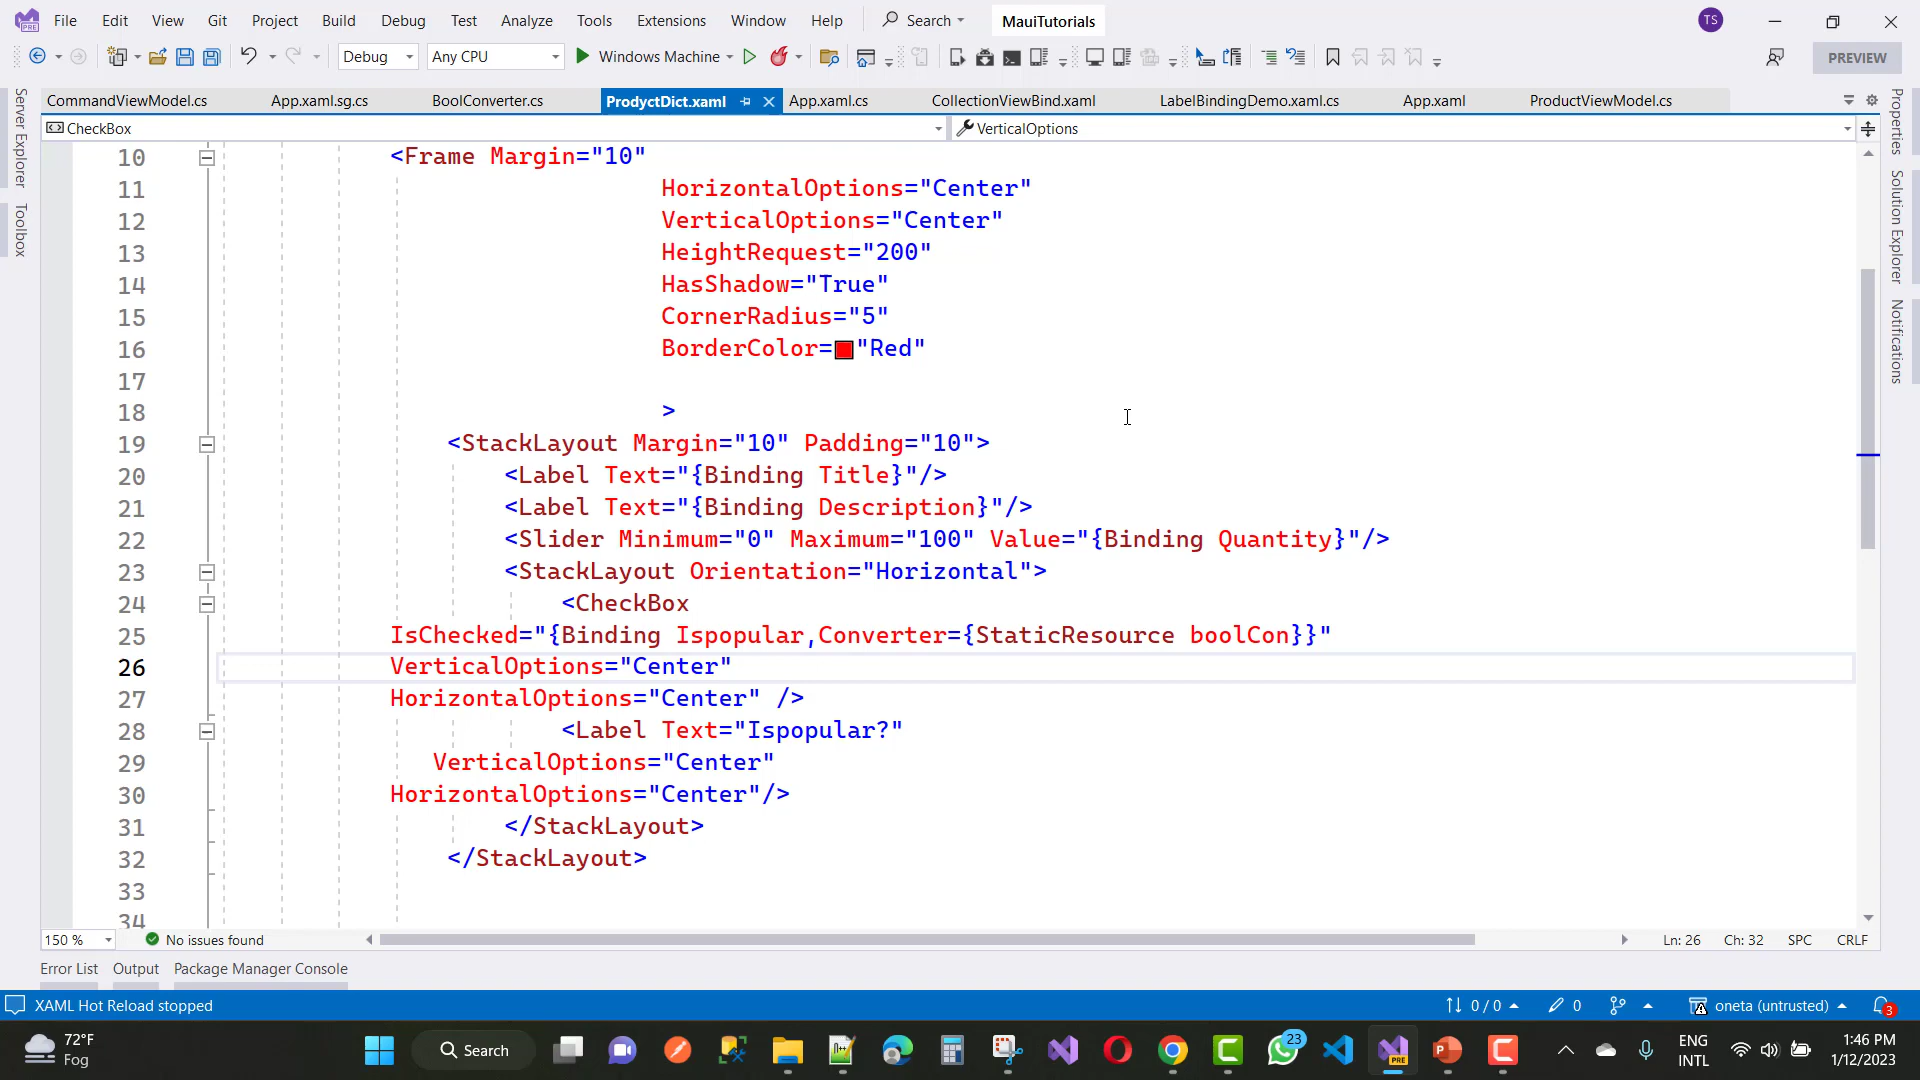 File Edit View Git Project Build Debug Test Analyze Tools Extensions Window Help Search MauiTutorials TS
Debug Any CPU Windows Machine PREVIEW
CommandViewModel.cs App.xaml.sg.cs BoolConverter.cs ProdyctDict.xaml App.xaml.cs CollectionViewBind.xaml LabelBindingDemo.xaml.cs App.xaml ProductViewModel.cs
CheckBox VerticalOptions
Server Explorer
Toolbox
Properties
Solution Explorer
Notifications
10 <Frame Margin="10"
11 HorizontalOptions="Center"
12 VerticalOptions="Center"
13 HeightRequest="200"
14 HasShadow="True"
15 CornerRadius="5"
16 BorderColor="Red"
17
18 >
19 <StackLayout Margin="10" Padding="10">
20 <Label Text="{Binding Title}"/>
21 <Label Text="{Binding Description}"/>
22 <Slider Minimum="0" Maximum="100" Value="{Binding Quantity}"/>
23 <StackLayout Orientation="Horizontal">
24 <CheckBox
25 IsChecked="{Binding Ispopular,Converter={StaticResource boolCon}}"
26 VerticalOptions="Center"
27 HorizontalOptions="Center" />
28 <Label Text="Ispopular?"
29 VerticalOptions="Center"
30 HorizontalOptions="Center"/>
31 </StackLayout>
32 </StackLayout>
33
34
150 % No issues found Ln: 26 Ch: 32 SPC CRLF
Error List Output Package Manager Console
XAML Hot Reload stopped 0 / 0 0 oneta (untrusted) 3
72°F
Fog
Search
PRE
23
PRE
ENG
INTL
1:46 PM
1/12/2023